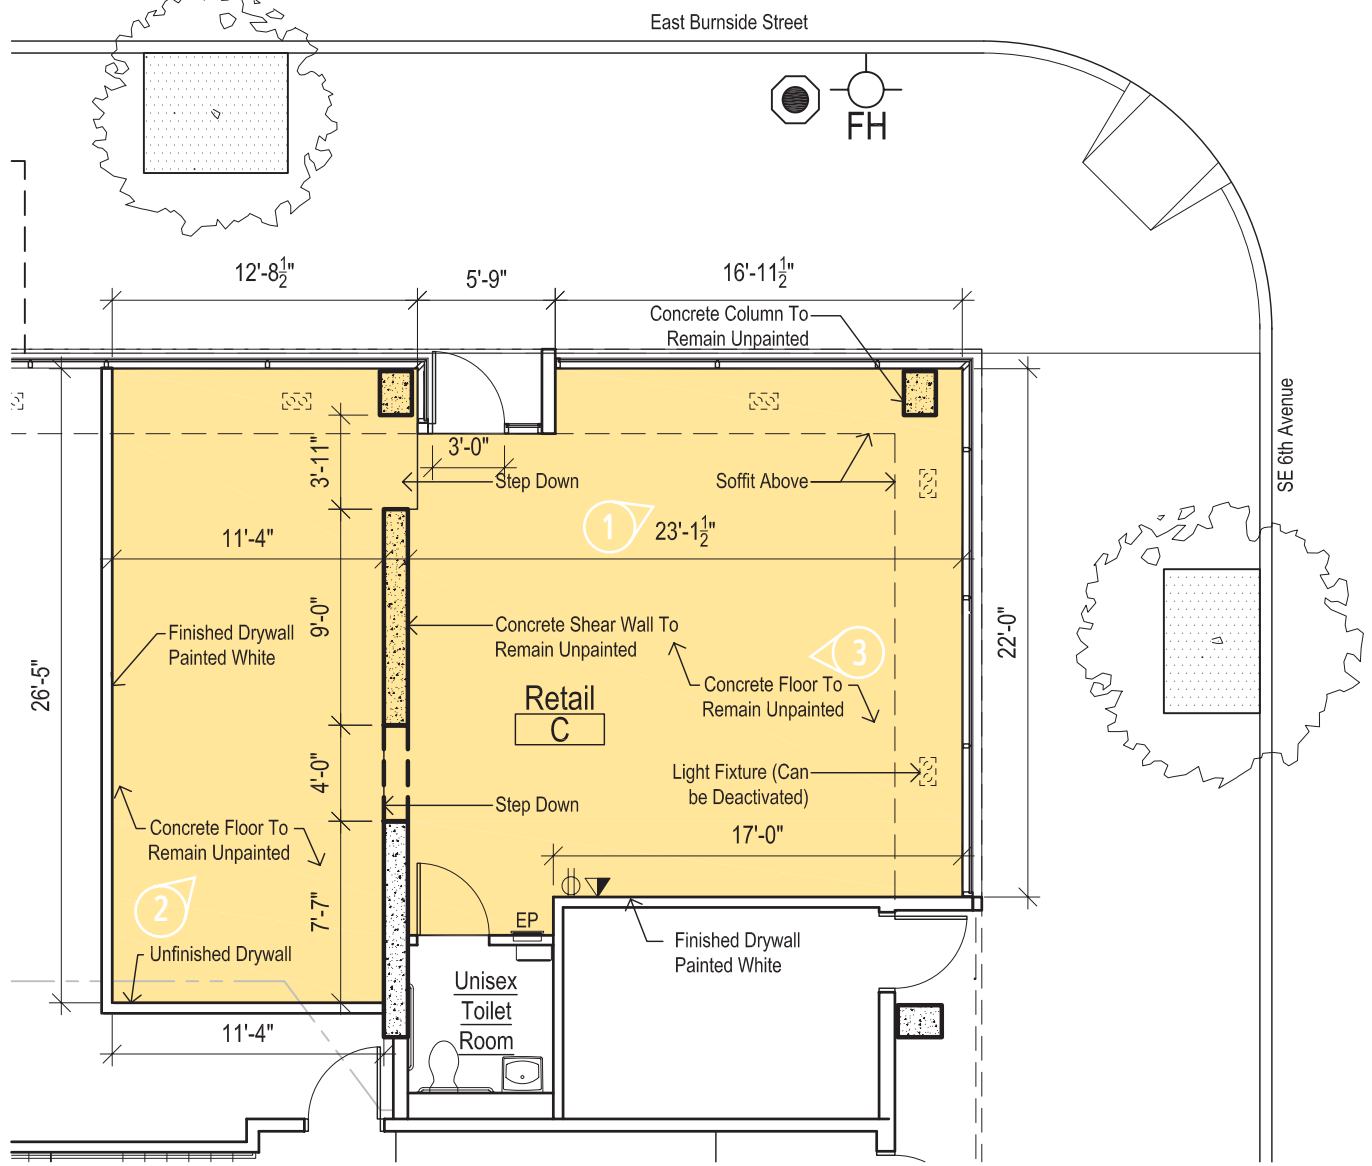 East Burnside Street
FH
12'-8½"
5'-9"
16'-11½"
Concrete Column To
Remain Unpainted
SE 6th Avenue
3'-11"
3'-0"
Step Down
Soffit Above
1
11'-4"
23'-1½"
9'-0"
Finished Drywall
Painted White
Concrete Shear Wall To
Remain Unpainted
3
22'-0"
26'-5"
Concrete Floor To
Remain Unpainted
Retail
C
4'-0"
Light Fixture (Can
be Deactivated)
Step Down
Concrete Floor To
Remain Unpainted
17'-0"
2
7'-7"
EP
Unfinished Drywall
Finished Drywall
Painted White
Unisex
Toilet
Room
11'-4"